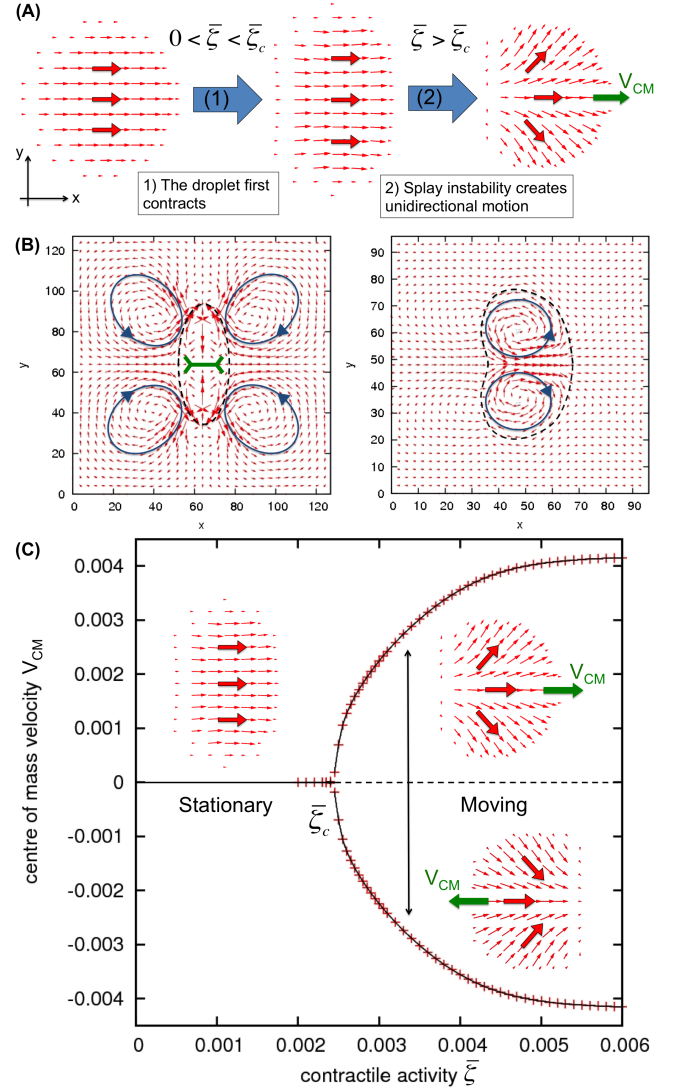 (A)
0 < ξ̄ < ξ̄c
ξ̄ > ξ̄c
(1)
(2)
VCM
y
x
1) The droplet first
contracts
2) Splay instability creates
unidirectional motion
(B)
120
100
80
60
40
20
0
y
0 20 40 60 80 100 120
x
90
80
70
60
50
40
30
20
10
0
y
0 10 20 30 40 50 60 70 80 90
x
(C)
0.004
0.003
0.002
0.001
0
-0.001
-0.002
-0.003
-0.004
centre of mass velocity VCM
VCM
Stationary
ξ̄c
Moving
VCM
0 0.001 0.002 0.003 0.004 0.005 0.006
contractile activity ξ̄